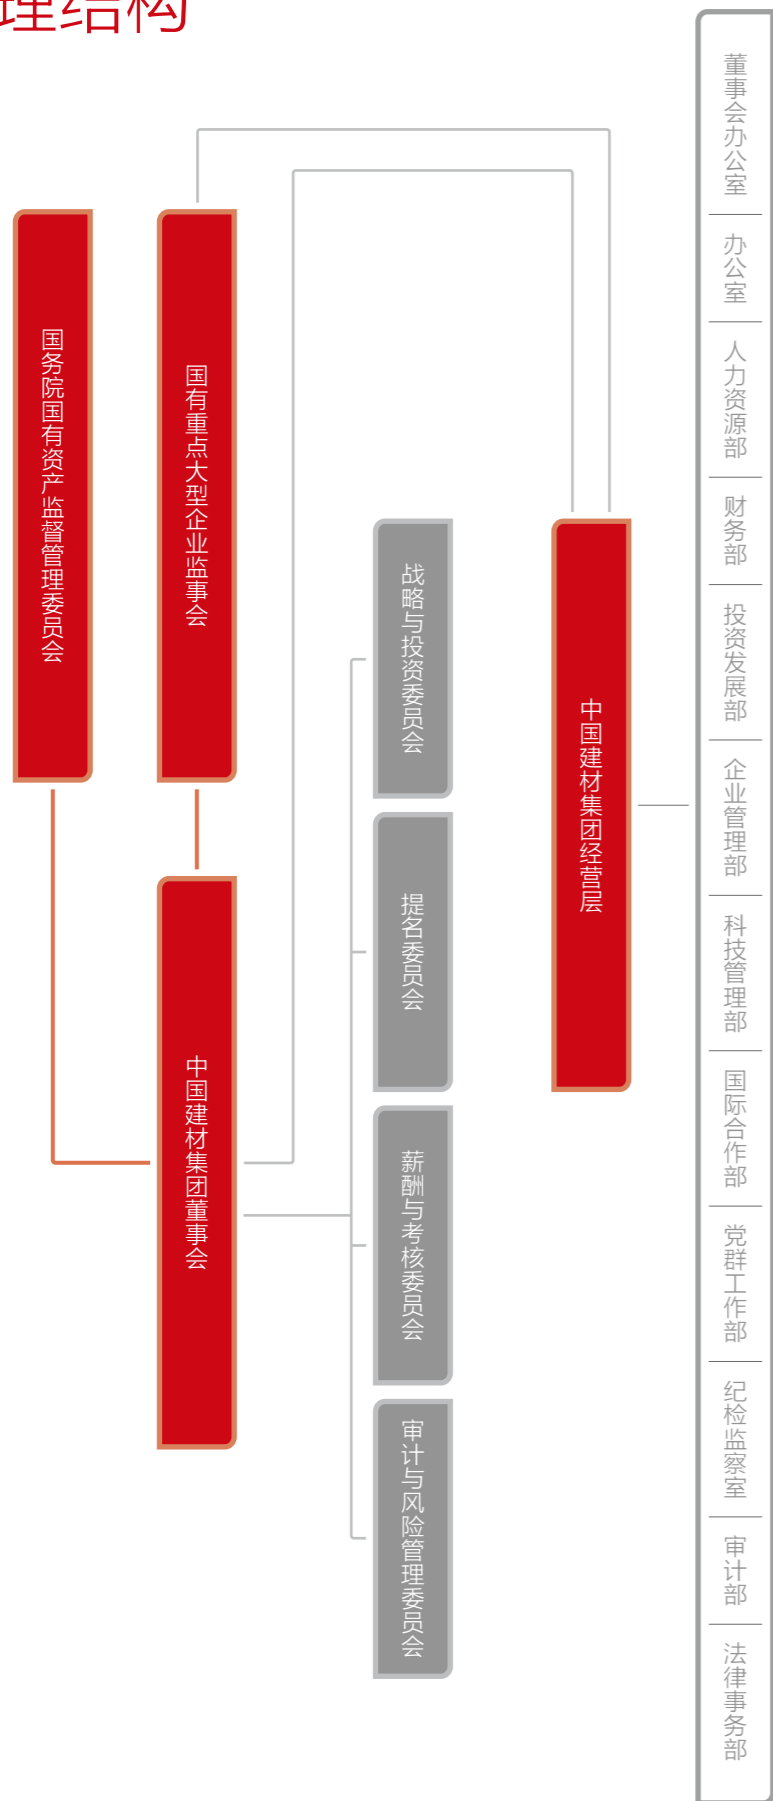 理结构
国务院国有资产监督管理委员会
国有重点大型企业监事会
中国建材集团董事会
战略与投资委员会
提名委员会
薪酬与考核委员会
审计与风险管理委员会
中国建材集团经营层
董事会办公室
办公室
人力资源部
财务部
投资发展部
企业管理部
科技管理部
国际合作部
党群工作部
纪检监察室
审计部
法律事务部